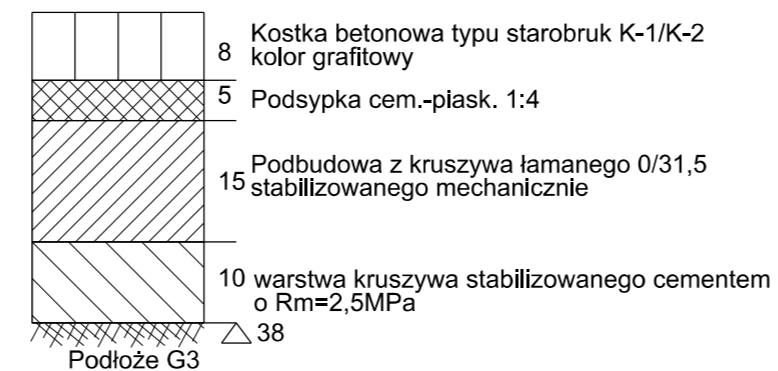 8 Kostka betonowa typu starobruk K-1/K-2
kolor grafitowy
5 Podsypka cem.-piask. 1:4
15 Podbudowa z kruszywa łamanego 0/31,5
stabilizowanego mechanicznie
10 warstwa kruszywa stabilizowanego cementem
o Rm=2,5MPa
38
Podłoże G3